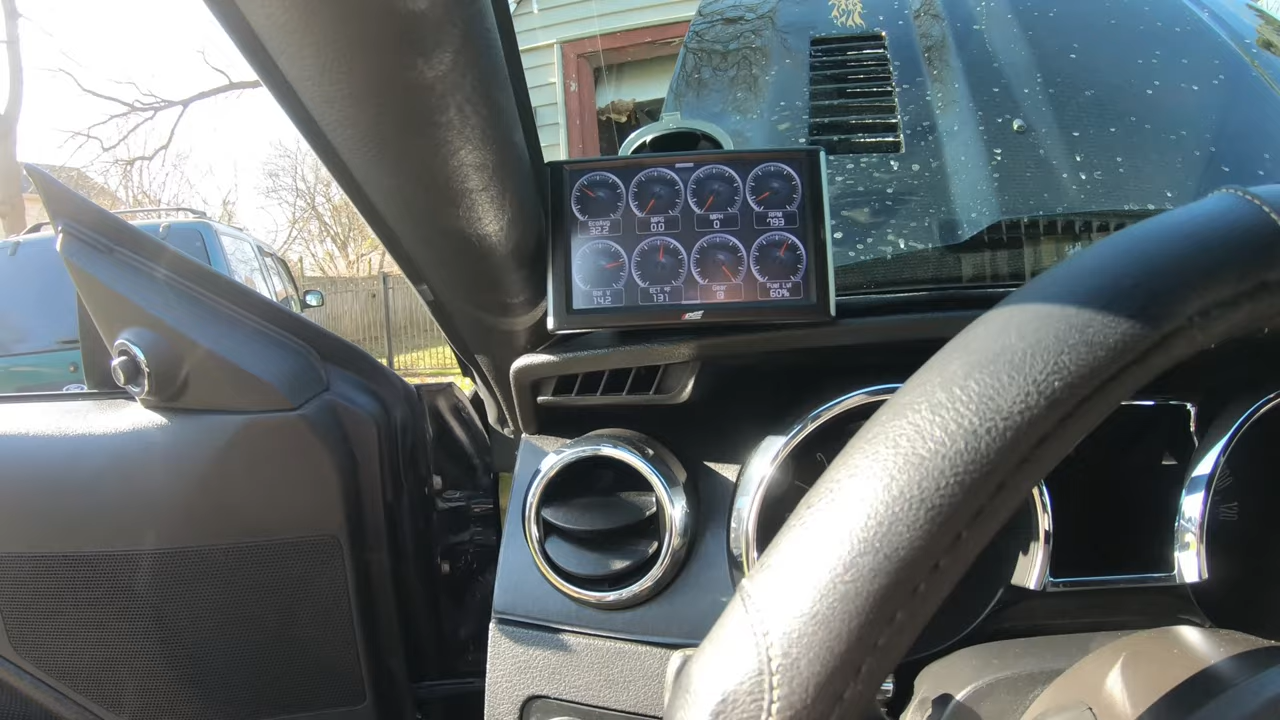 EcoAvg
32.2
MPG
0.0
MPH
0
RPM
793
Bat V
14.2
ECT °F
131
Gear
Fuel Lvl
60%
120